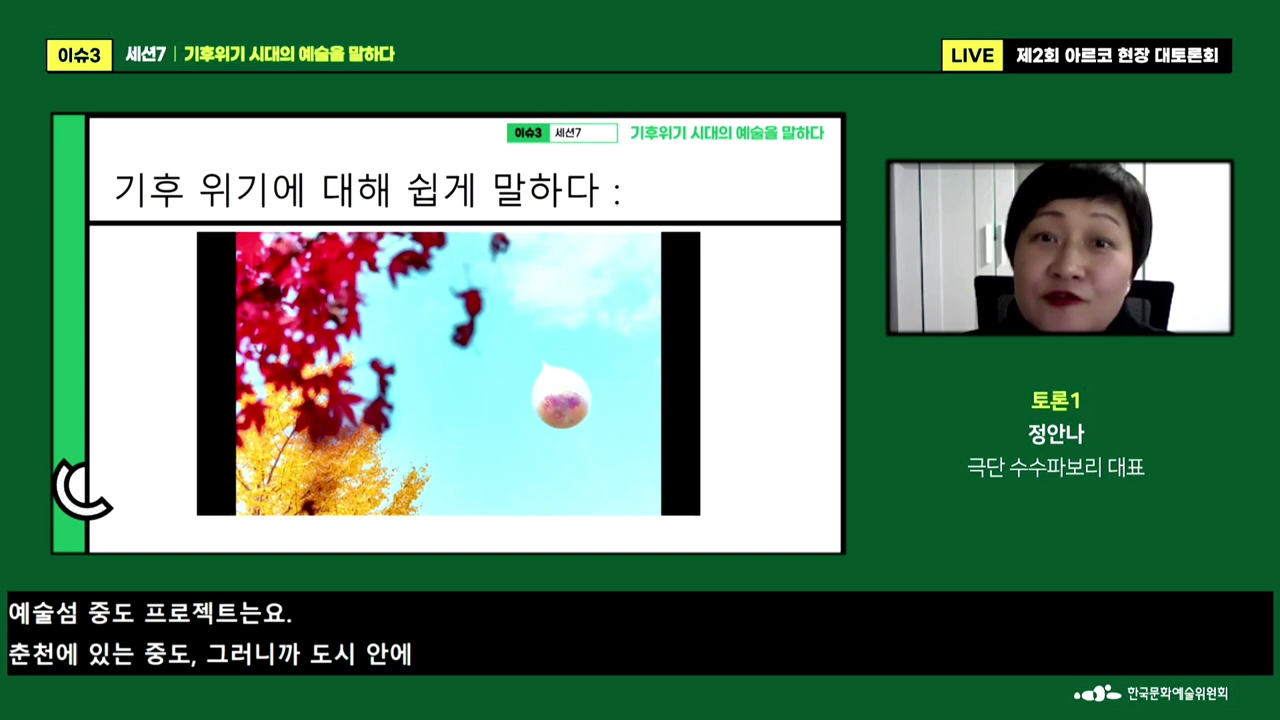 이슈3 세션7 | 기후위기 시대의 예술을 말하다
LIVE 제2회 아르코 현장 대토론회
이슈3 세션7 기후위기 시대의 예술을 말하다
기후 위기에 대해 쉽게 말하다 :
토론1
정안나
극단 수수파보리 대표
예술섬 중도 프로젝트는요.
춘천에 있는 중도, 그러니까 도시 안에
한국문화예술위원회